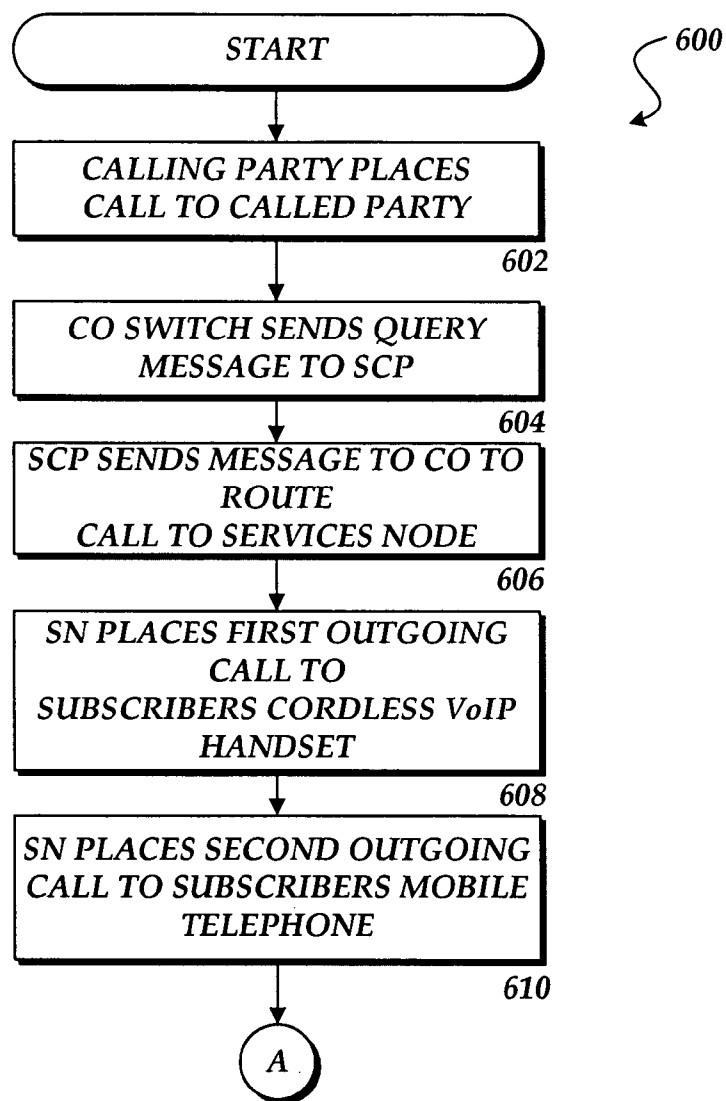 START
600
CALLING PARTY PLACES
CALL TO CALLED PARTY
602
CO SWITCH SENDS QUERY
MESSAGE TO SCP
604
SCP SENDS MESSAGE TO CO TO
ROUTE
CALL TO SERVICES NODE
606
SN PLACES FIRST OUTGOING
CALL TO
SUBSCRIBERS CORDLESS VoIP
HANDSET
608
SN PLACES SECOND OUTGOING
CALL TO SUBSCRIBERS MOBILE
TELEPHONE
610
A